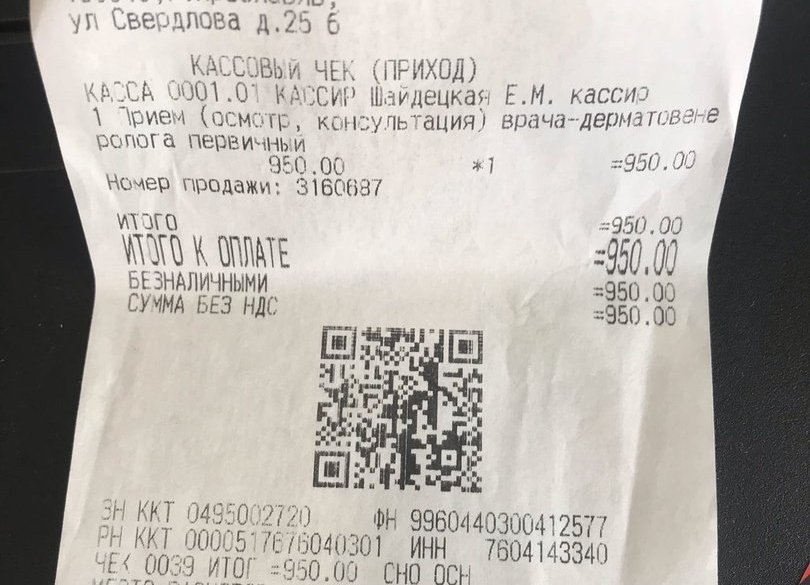 ул Свердлова д.25 б
КАССОВЫЙ ЧЕК (ПРИХОД)
КАССА 0001.01 КАССИР Шайдецкая Е.М. кассир
1 Прием (осмотр, консультация) врача-дерматовене
ролога первичный
950.00 *1 =950.00
Номер продажи: 3160687
ИТОГО =950.00
ИТОГО К ОПЛАТЕ =950.00
БЕЗНАЛИЧНЫМИ =950.00
СУММА БЕЗ НДС =950.00
ЗН ККТ 0495002720 ФН 9960440300412577
РН ККТ 0000517676040301 ИНН 7604143340
ЧЕК 0039 ИТОГ =950.00 СНО ОСН